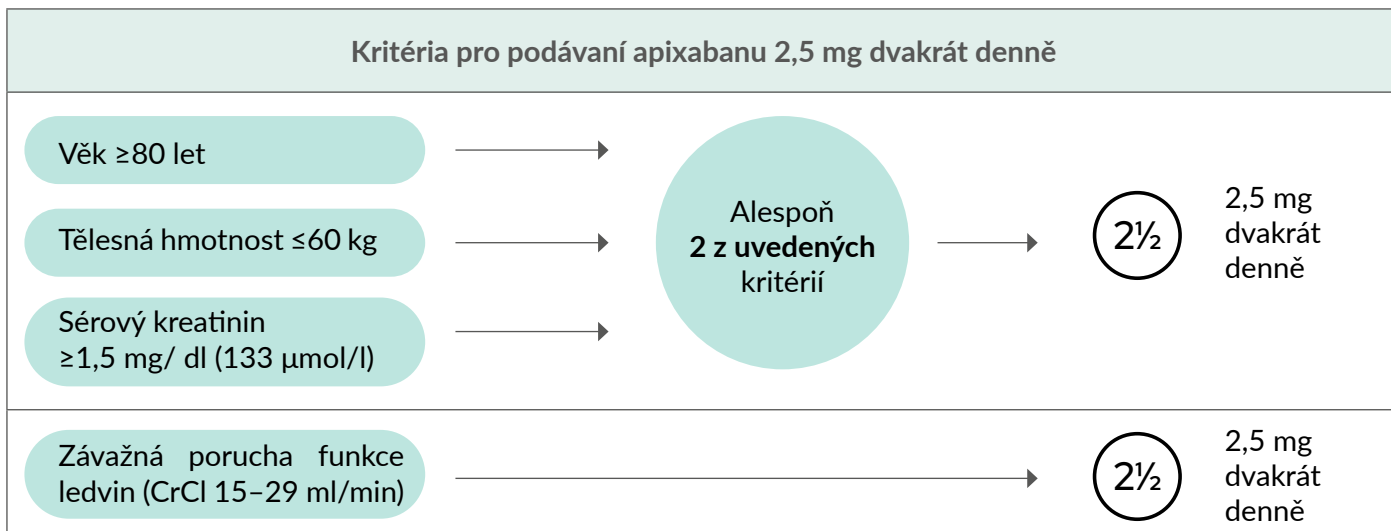 Kritéria pro podávaní apixabanu 2,5 mg dvakrát denně
Věk ≥80 let
Tělesná hmotnost ≤60 kg
Sérový kreatinin
≥1,5 mg/ dl (133 μmol/l)
Alespoň
2 z uvedených
kritérií
2½
2,5 mg
dvakrát
denně
Závažná porucha funkce
ledvin (CrCl 15–29 ml/min)
2½
2,5 mg
dvakrát
denně